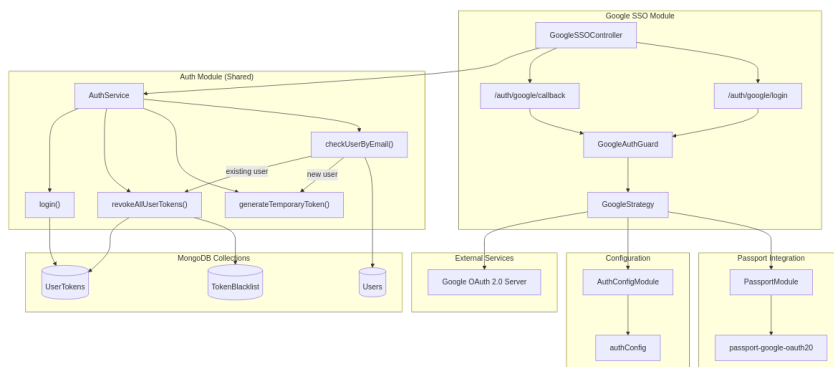 Google SSO Module
GoogleSSOController
Auth Module (Shared)
AuthService
/auth/google/callback
/auth/google/login
checkUserByEmail()
GoogleAuthGuard
existing user
new user
login()
revokeAllUserTokens()
generateTemporaryToken()
GoogleStrategy
MongoDB Collections
External Services
Configuration
Passport Integration
UserTokens
TokenBlacklist
Users
Google OAuth 2.0 Server
AuthConfigModule
PassportModule
authConfig
passport-google-oauth20